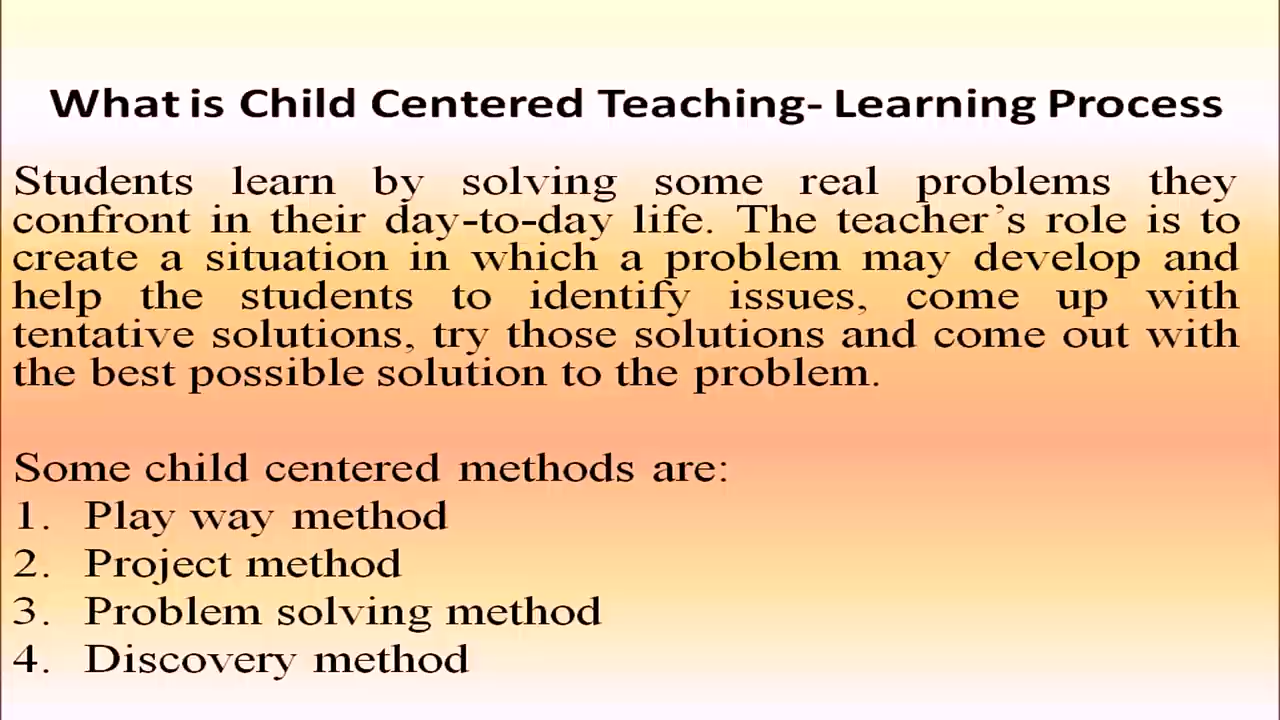 What is Child Centered Teaching- Learning Process
Students learn by solving some real problems they
confront in their day-to-day life. The teacher's role is to
create a situation in which a problem may develop and
help the students to identify issues, come up with
tentative solutions, try those solutions and come out with
the best possible solution to the problem.
Some child centered methods are:
1. Play way method
2. Project method
3. Problem solving method
4. Discovery method